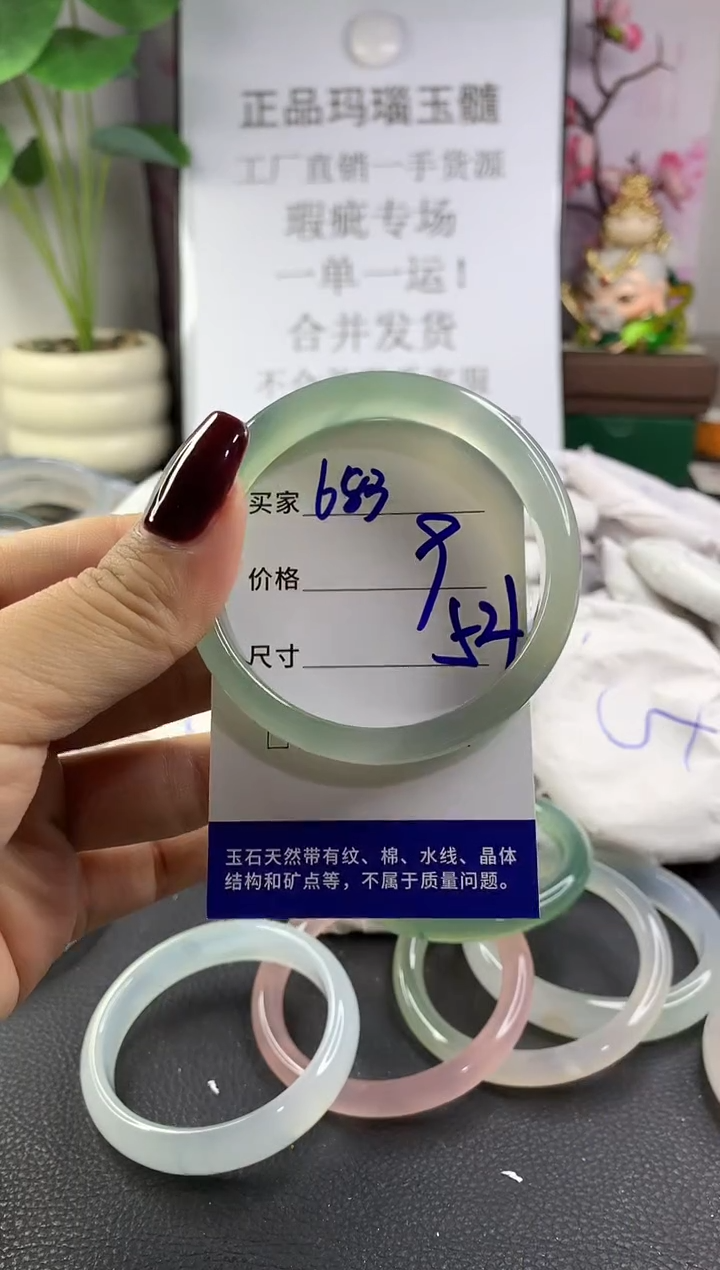 正品玛瑙玉髓
工厂直销一手货源
瑕疵专场
一单一运！
合并发货
买家 683
价格 9
尺寸 54
玉石天然带有纹、棉、水线、晶体
结构和矿点等，不属于质量问题。
5